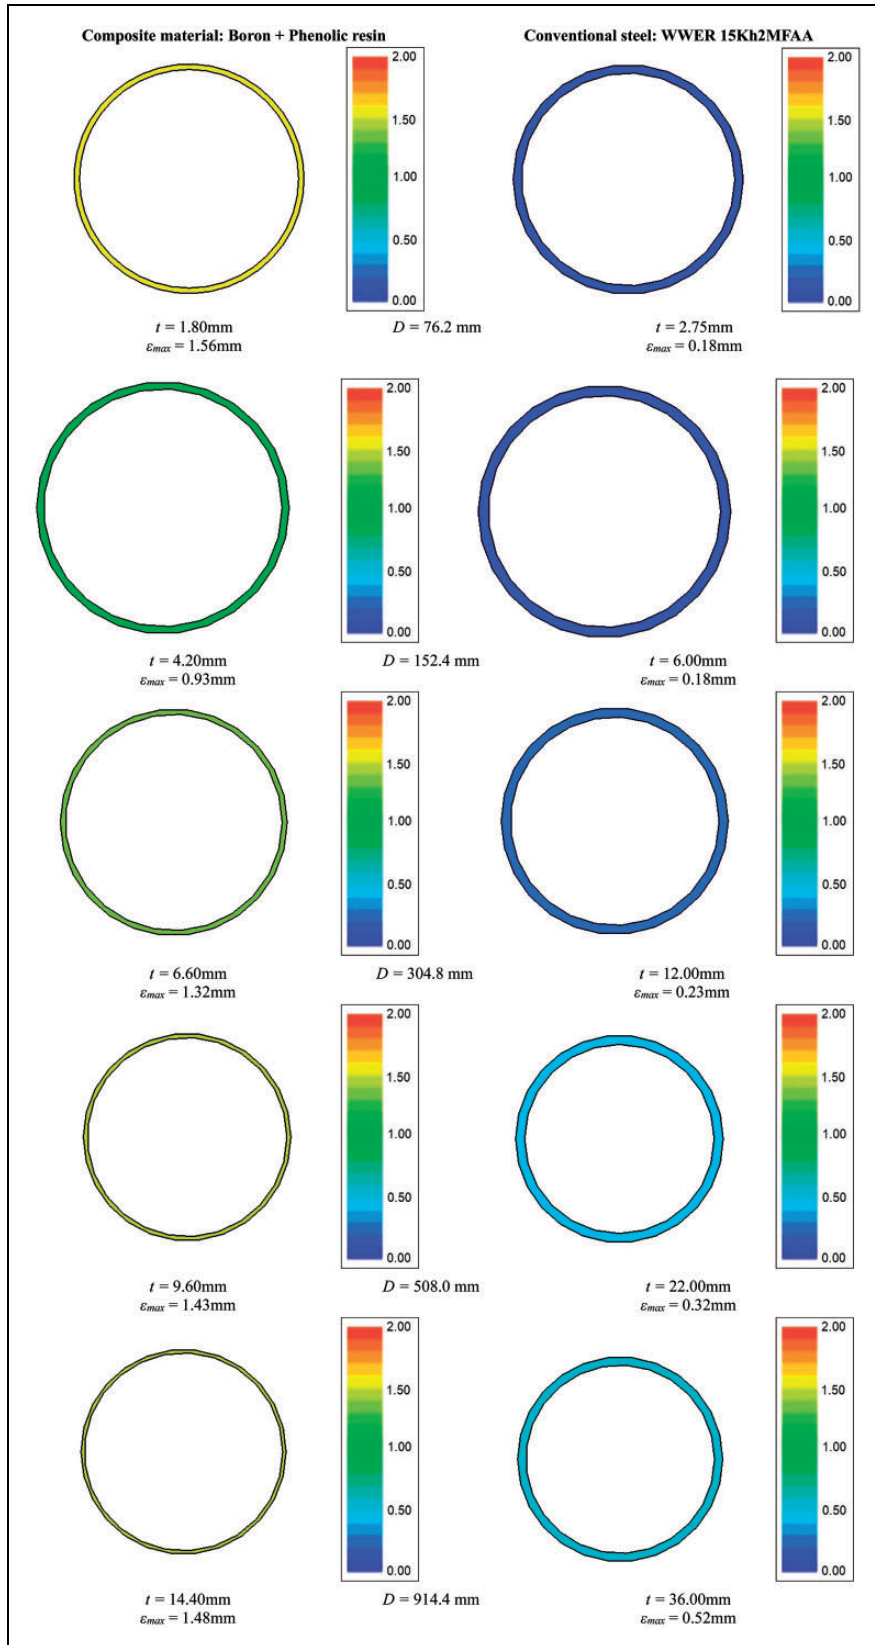 Composite material: Boron + Phenolic resin
Conventional steel: WWER 15Kh2MFAA
2.00
1.50
1.00
0.50
0.00
2.00
1.50
1.00
0.50
0.00
t = 1.80mm
εmax = 1.56mm
D = 76.2 mm
t = 2.75mm
εmax = 0.18mm
2.00
1.50
1.00
0.50
0.00
2.00
1.50
1.00
0.50
0.00
t = 4.20mm
εmax = 0.93mm
D = 152.4 mm
t = 6.00mm
εmax = 0.18mm
2.00
1.50
1.00
0.50
0.00
2.00
1.50
1.00
0.50
0.00
t = 6.60mm
εmax = 1.32mm
D = 304.8 mm
t = 12.00mm
εmax = 0.23mm
2.00
1.50
1.00
0.50
0.00
2.00
1.50
1.00
0.50
0.00
t = 9.60mm
εmax = 1.43mm
D = 508.0 mm
t = 22.00mm
εmax = 0.32mm
2.00
1.50
1.00
0.50
0.00
2.00
1.50
1.00
0.50
0.00
t = 14.40mm
εmax = 1.48mm
D = 914.4 mm
t = 36.00mm
εmax = 0.52mm